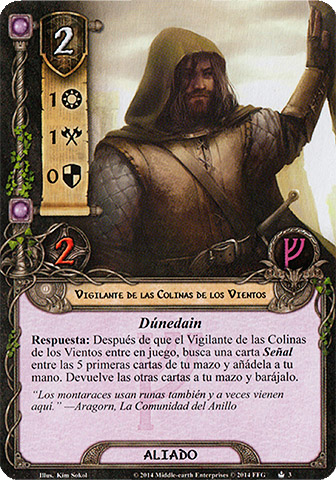 2
1
1
0
2
Vigilante de las Colinas de los Vientos
Dúnedain
Respuesta: Después de que el Vigilante de las Colinas
de los Vientos entre en juego, busca una carta Señal
entre las 5 primeras cartas de tu mazo y añádela a
tu mano. Devuelve las otras cartas a tu mazo y barájalo.
“Los montaraces usan runas también y a veces vienen
aquí.” —Aragorn, La Comunidad del Anillo
ALIADO
Illus. Kim Sokol
© 2014 Middle-earth Enterprises © 2014 FFG
3